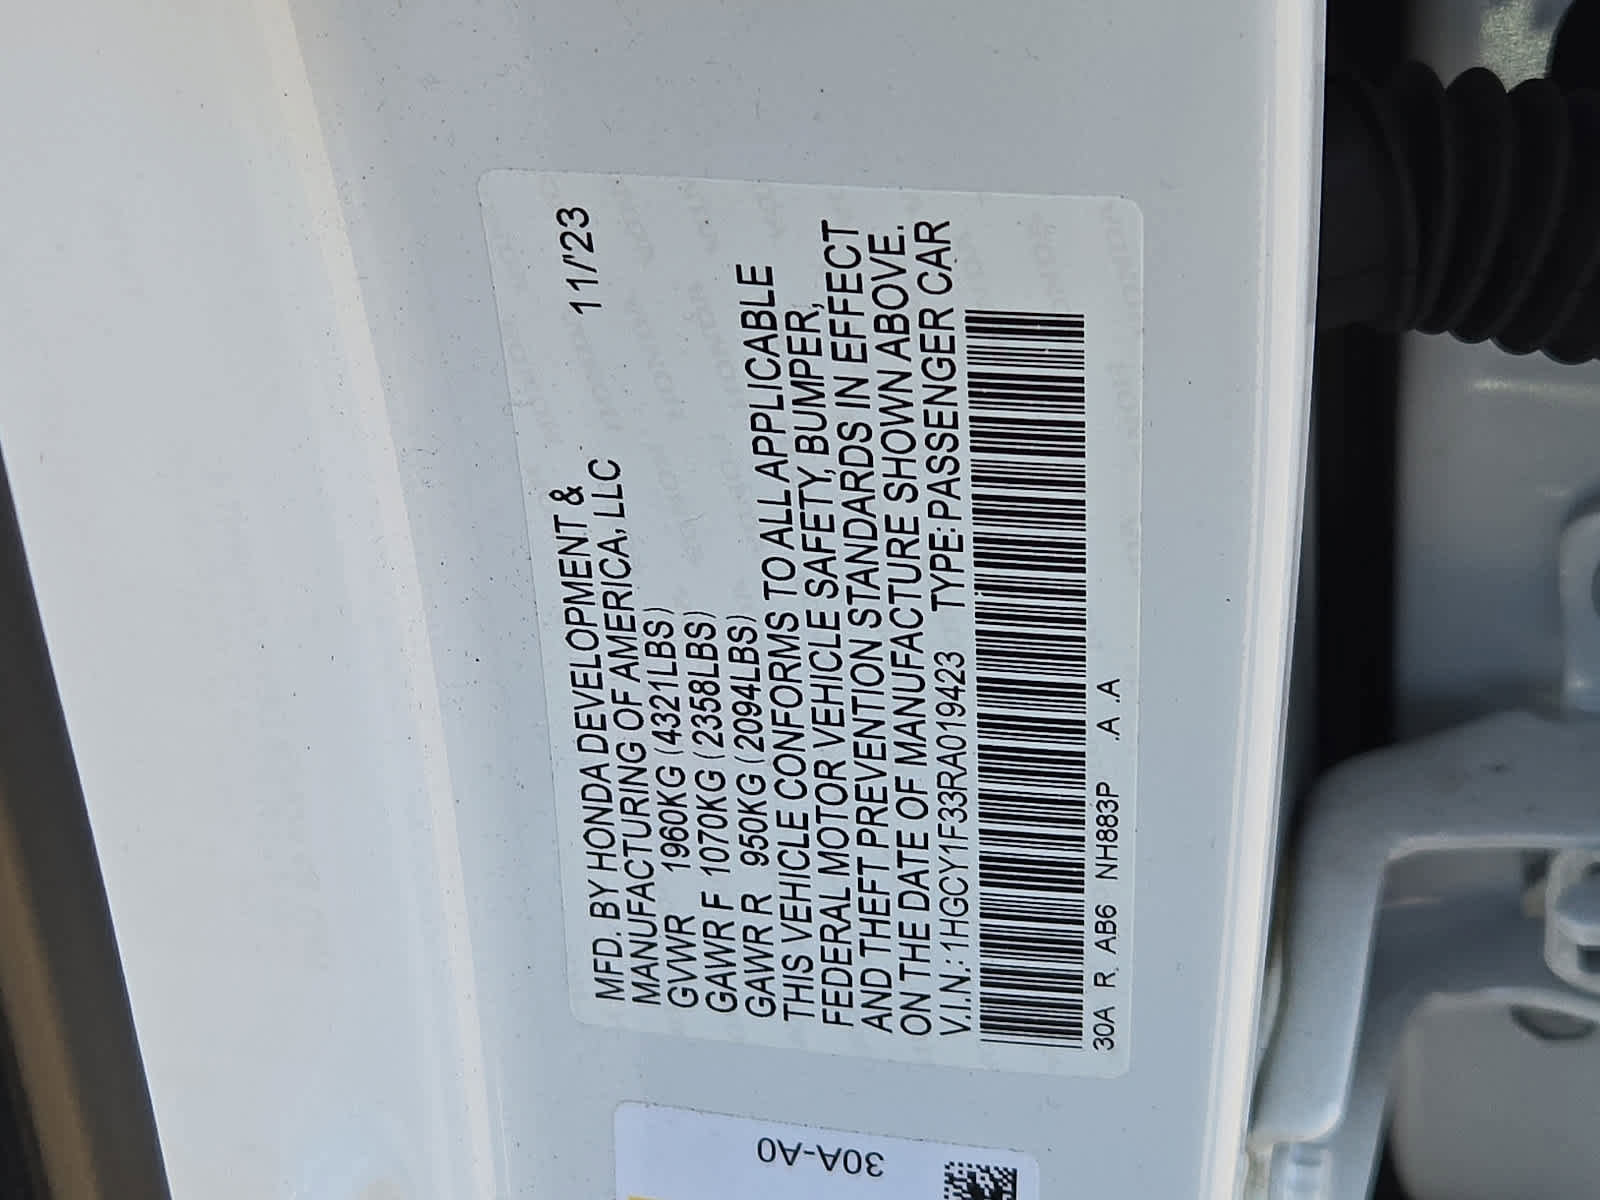 MFD. BY HONDA DEVELOPMENT & 11/'23
MANUFACTURING OF AMERICA, LLC
GVWR 1960KG (4321LBS)
GAWR F 1070KG (2358LBS)
GAWR R 950KG (2094LBS)
THIS VEHICLE CONFORMS TO ALL APPLICABLE
FEDERAL MOTOR VEHICLE SAFETY, BUMPER,
AND THEFT PREVENTION STANDARDS IN EFFECT
ON THE DATE OF MANUFACTURE SHOWN ABOVE.
V.I.N.: 1HGCY1F33RA019423 TYPE: PASSENGER CAR
30A R AB6 NH883P .A .A
30A-A0